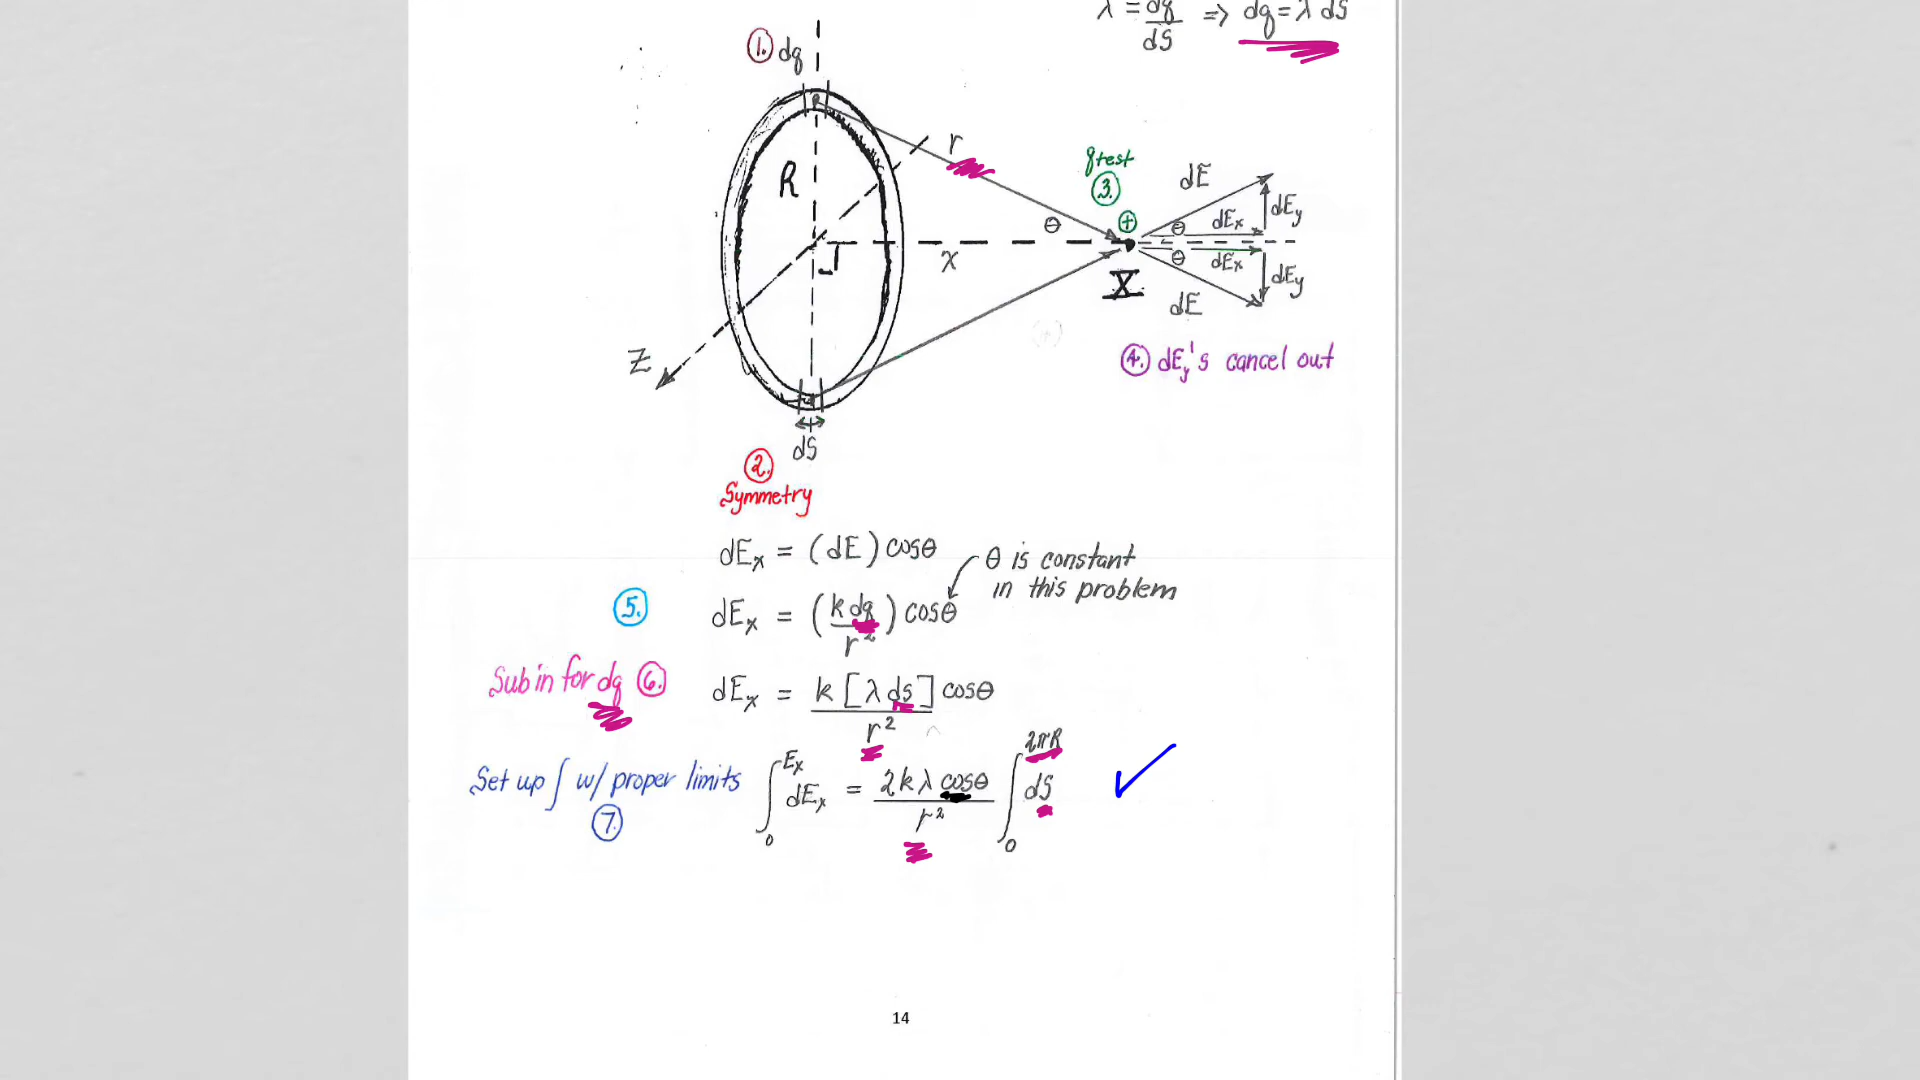 λ = dq/dS ⇒ dq = λ dS
1. dq
r
R
qtest
3.
+
dE
dEy
θ
dEx
θ
x
θ
dEx
dEy
X
dE
Z
4. dEy's cancel out
dS
2.
Symmetry
dEx = (dE) cosθ
θ is constant
in this problem
5. dEx = (k dq / r²) cosθ
Sub in for dq 6. dEx = k [λ ds] cosθ / r²
Set up ∫ w/ proper limits ∫₀^Ex dEx = 2kλ cosθ / r² ∫₀^2πR dS
7.
14